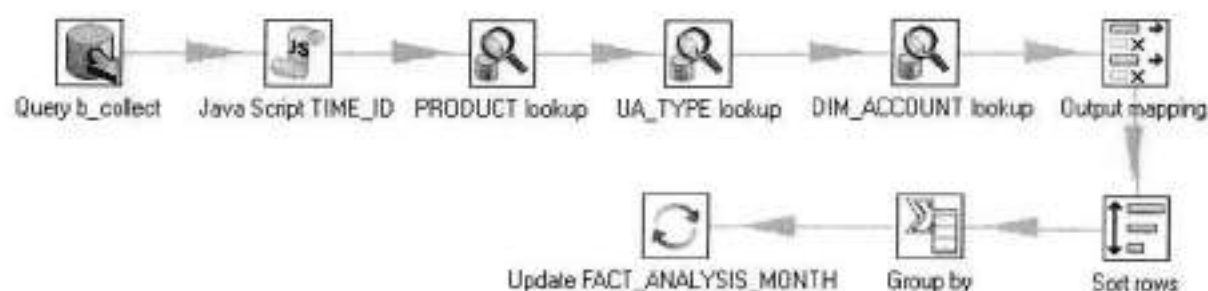 JS
Query b_collect Java Script TIME_ID PRODUCT lookup UA_TYPE lookup DIM_ACCOUNT lookup Output mapping
Update FACT_ANALYSIS_MONTH Group by Sort rows